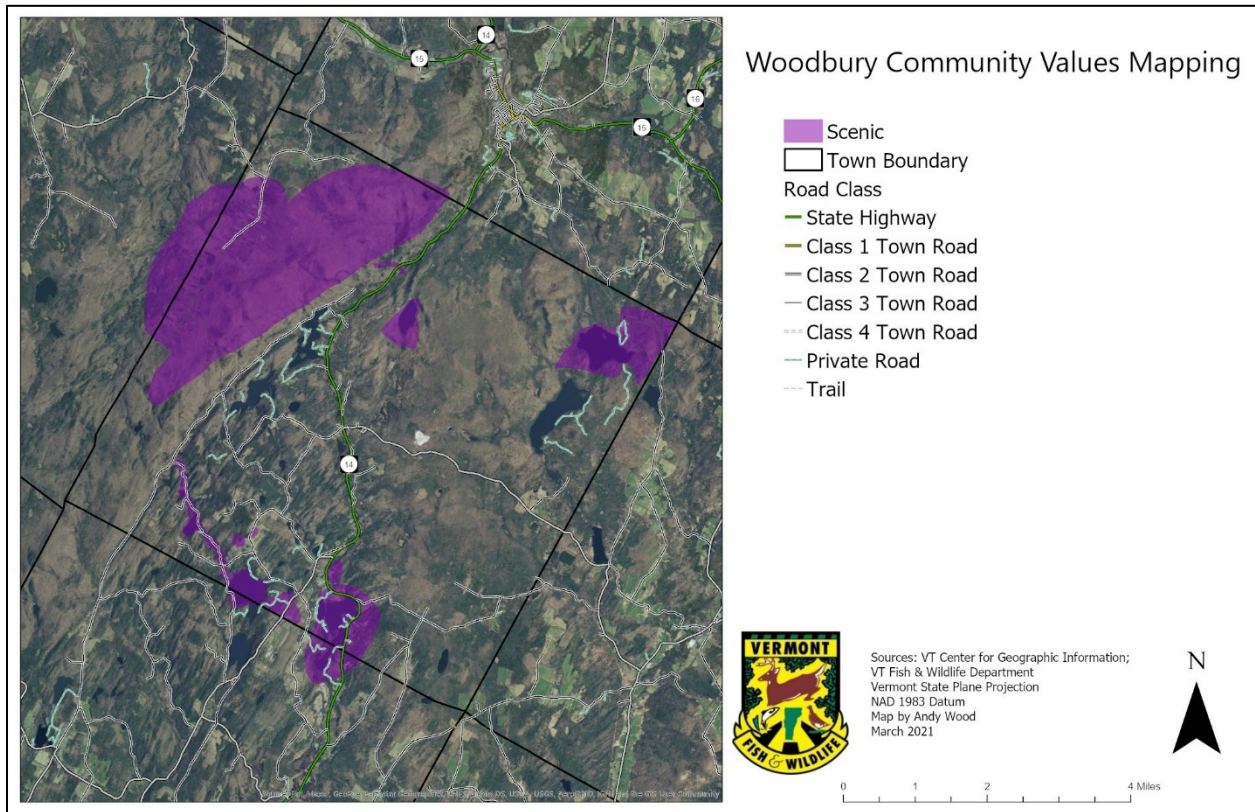 Woodbury Community Values Mapping
Scenic
Town Boundary
Road Class
State Highway
Class 1 Town Road
Class 2 Town Road
Class 3 Town Road
Class 4 Town Road
Private Road
Trail
14
15
16
15
14
VERMONT
FISH & WILDLIFE
Sources: VT Center for Geographic Information;
VT Fish & Wildlife Department
Vermont State Plane Projection
NAD 1983 Datum
Map by Andy Wood
March 2021
N
0 1 2 4 Miles